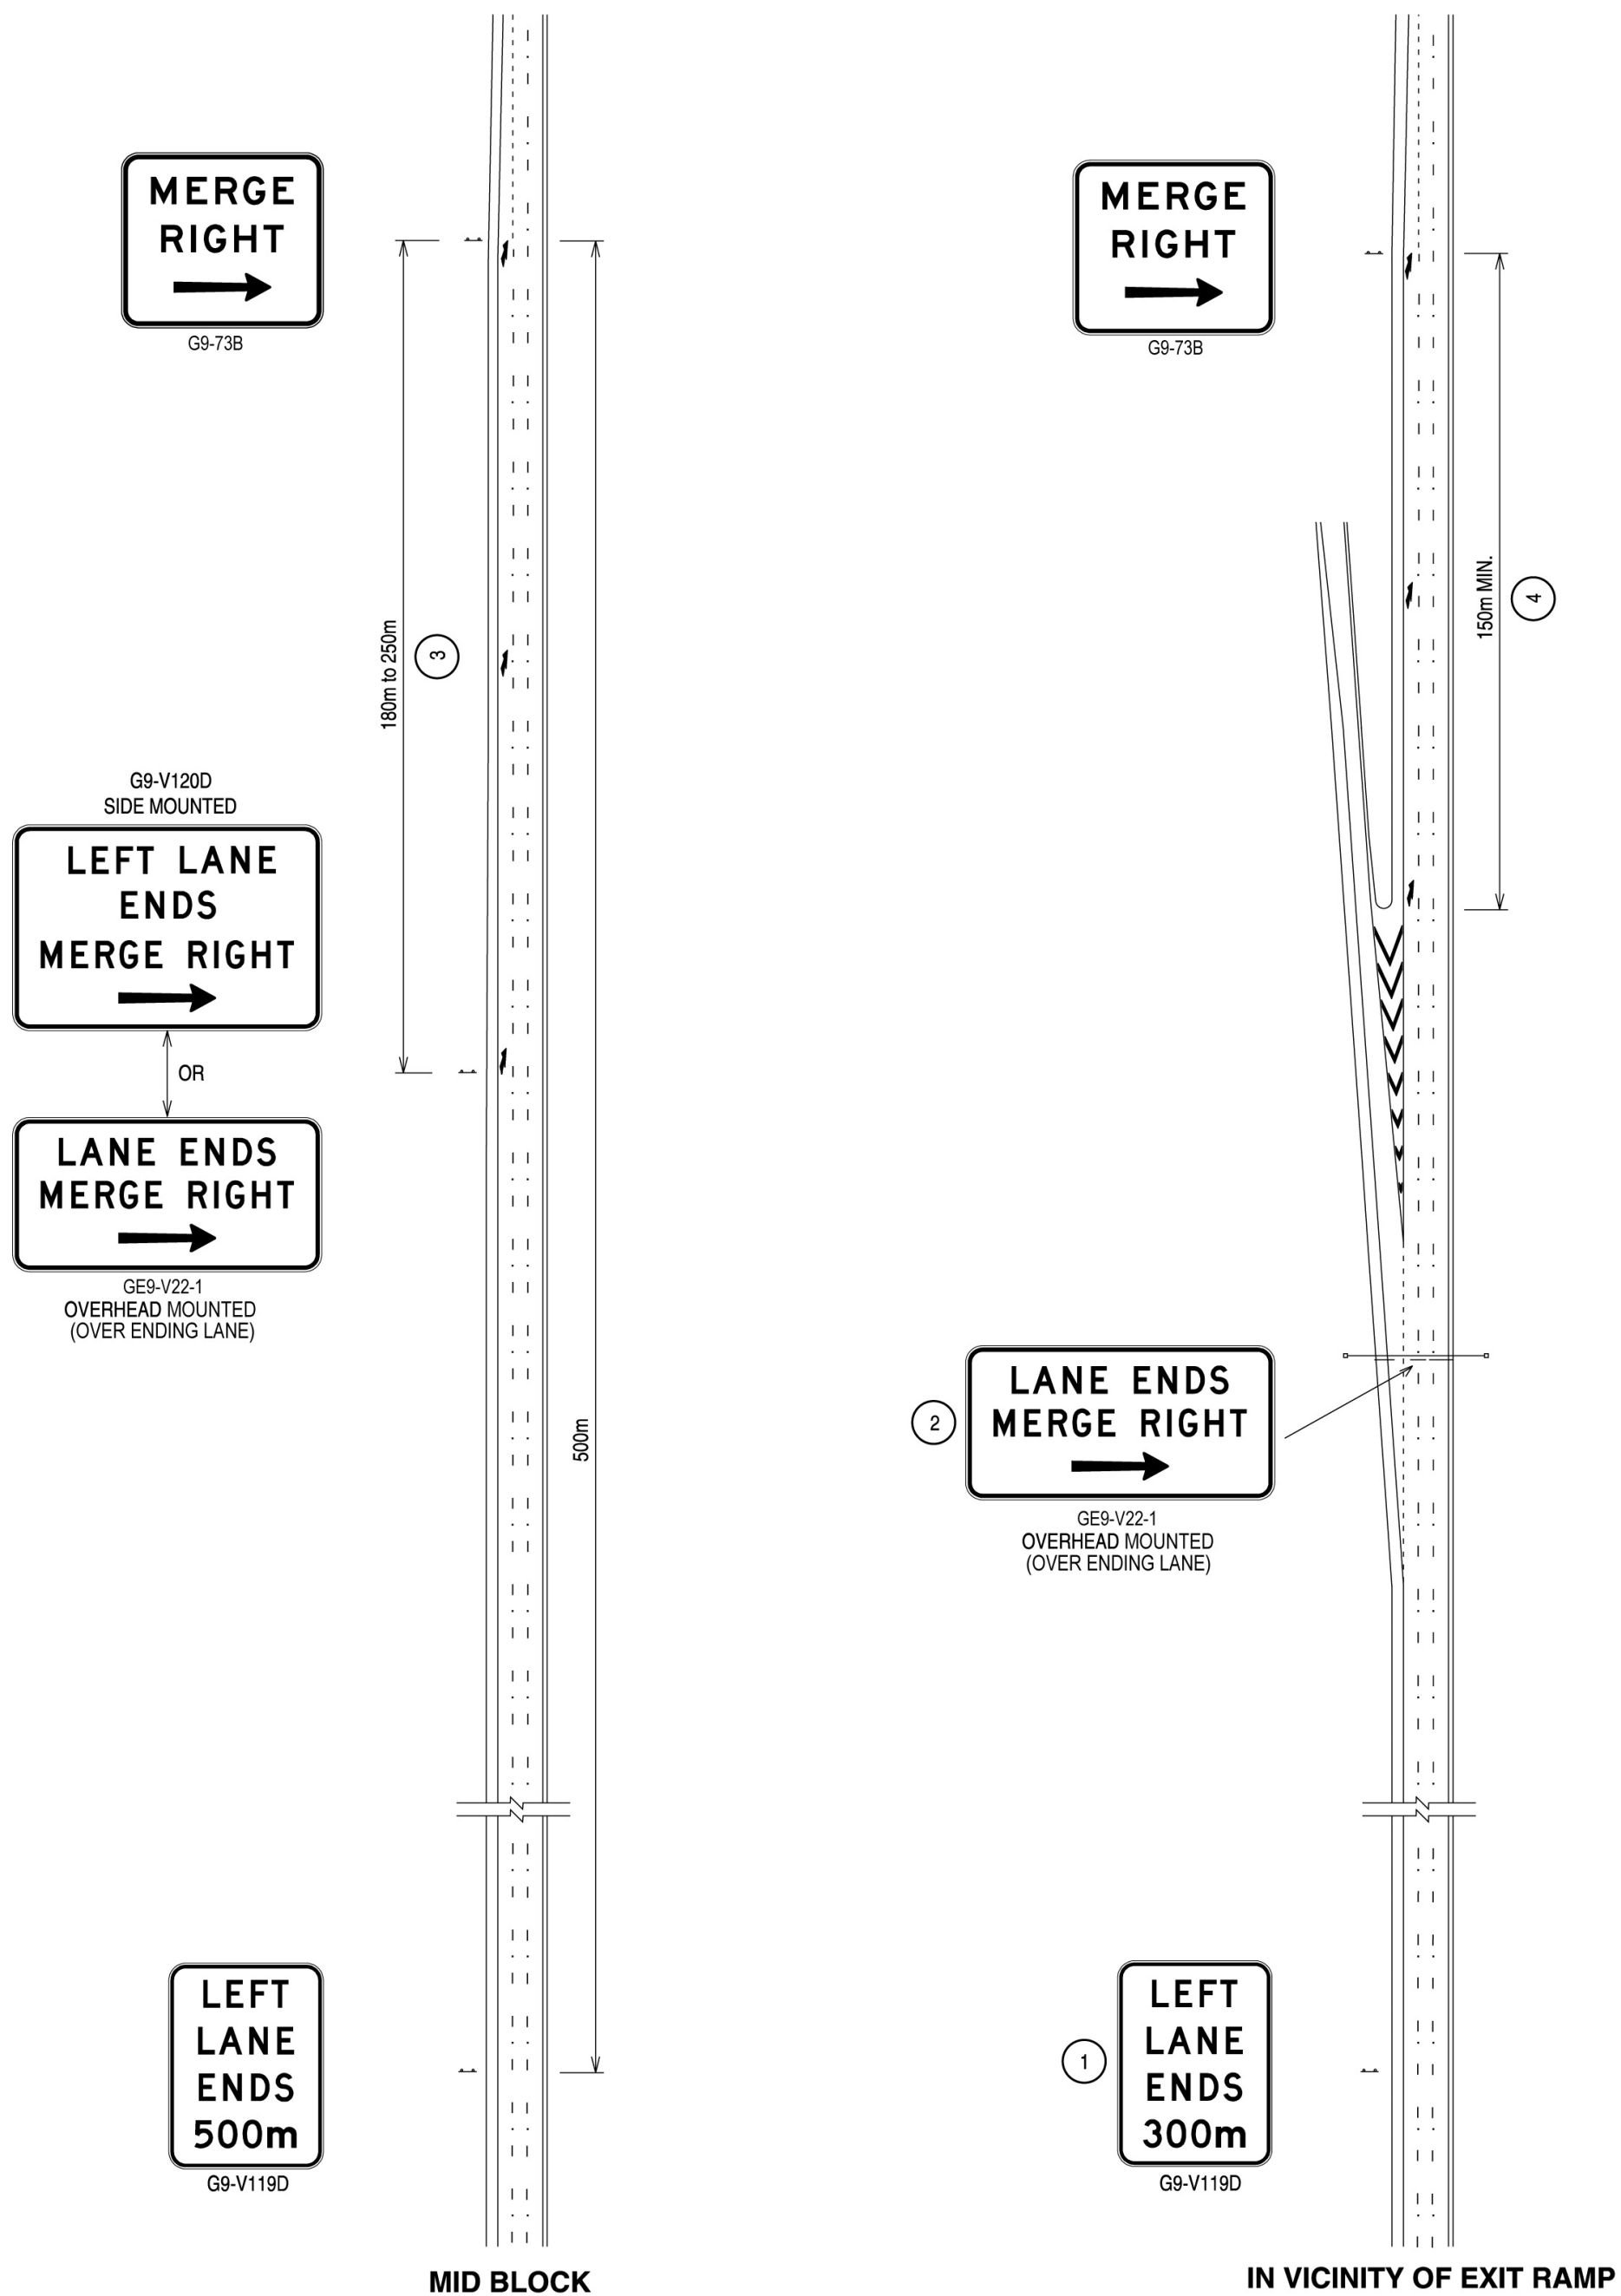 MERGE
RIGHT
G9-73B
180m to 250m
3
G9-V120D
SIDE MOUNTED
LEFT LANE
ENDS
MERGE RIGHT
OR
LANE ENDS
MERGE RIGHT
GE9-V22-1
OVERHEAD MOUNTED
(OVER ENDING LANE)
500m
LEFT
LANE
ENDS
500m
G9-V119D
MID BLOCK
MERGE
RIGHT
G9-73B
150m MIN.
4
2
LANE ENDS
MERGE RIGHT
GE9-V22-1
OVERHEAD MOUNTED
(OVER ENDING LANE)
1
LEFT
LANE
ENDS
300m
G9-V119D
IN VICINITY OF EXIT RAMP